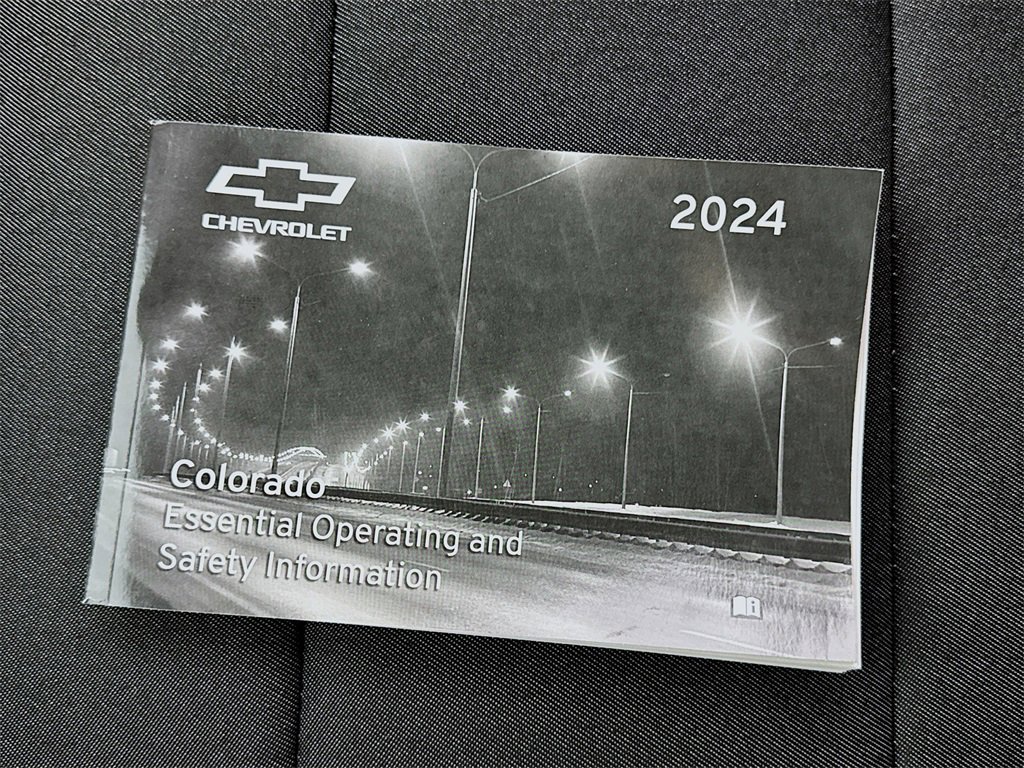 CHEVROLET
2024
Colorado
Essential Operating and
Safety Information